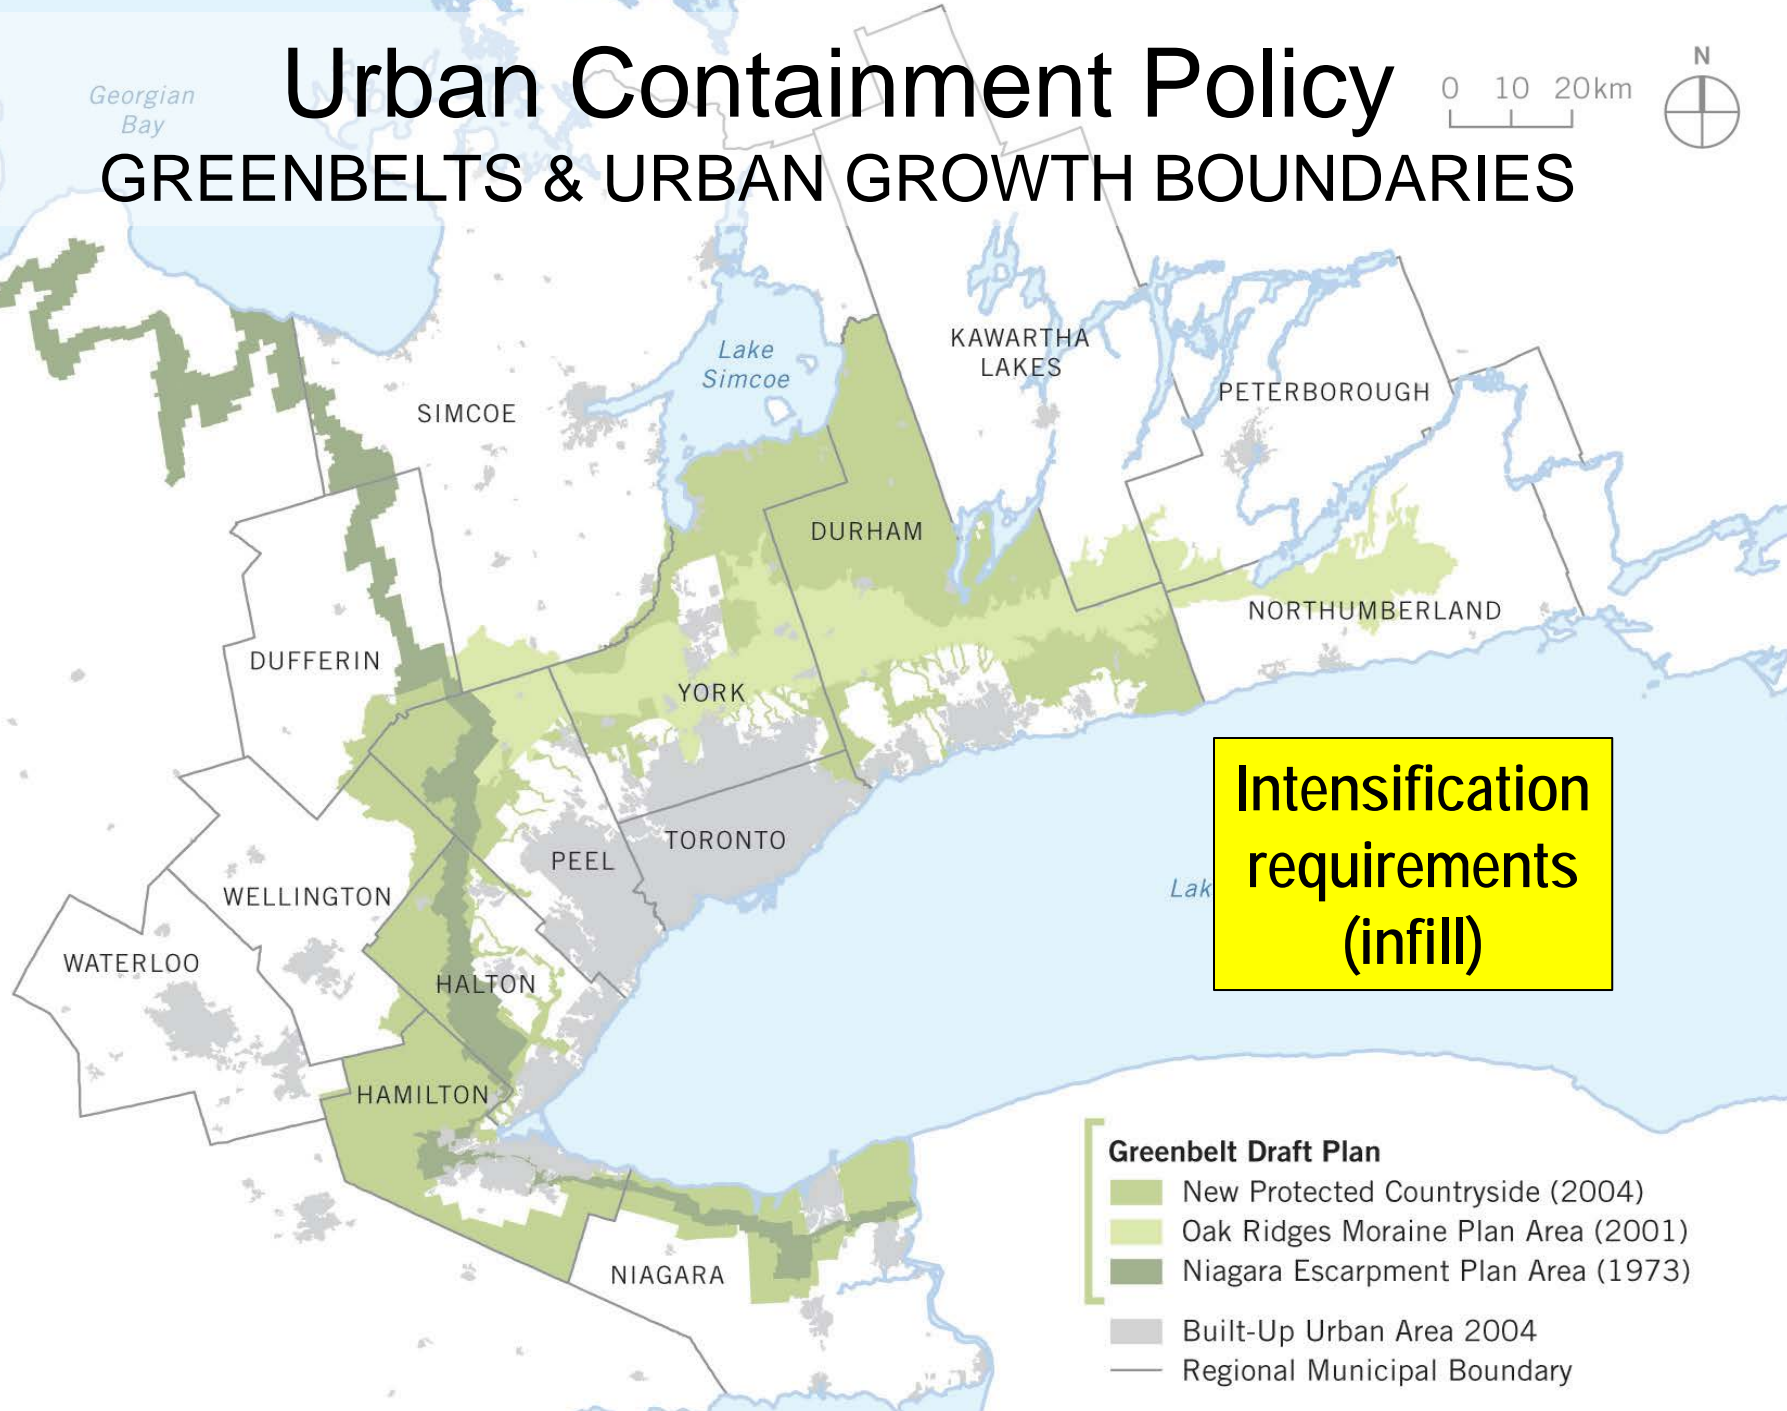 Urban Containment Policy
GREENBELTS & URBAN GROWTH BOUNDARIES
Georgian
Bay
0 10 20km
N
Lake
Simcoe
KAWARTHA
LAKES
PETERBOROUGH
SIMCOE
DURHAM
NORTHUMBERLAND
DUFFERIN
YORK
TORONTO
PEEL
WELLINGTON
WATERLOO
HALTON
HAMILTON
NIAGARA
Lak
Intensification
requirements
(infill)
Greenbelt Draft Plan
New Protected Countryside (2004)
Oak Ridges Moraine Plan Area (2001)
Niagara Escarpment Plan Area (1973)
Built-Up Urban Area 2004
Regional Municipal Boundary